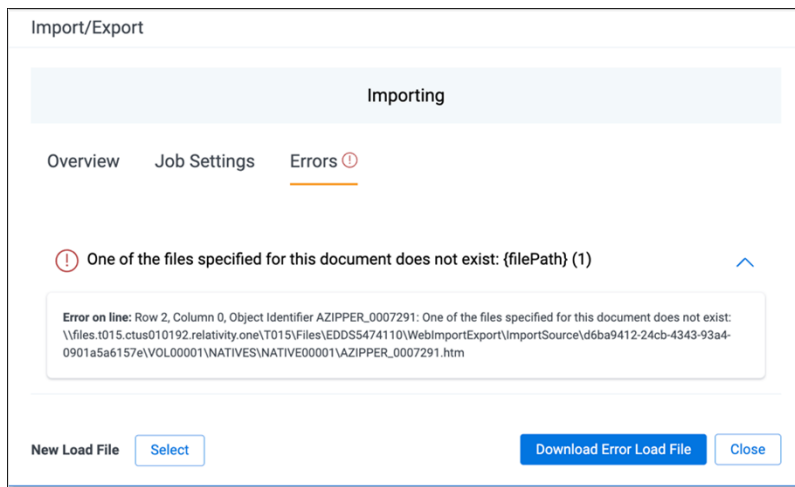 Import/Export
Importing
Overview Job Settings Errors
One of the files specified for this document does not exist: {filePath} (1)
Error on line: Row 2, Column 0, Object Identifier AZIPPER_0007291: One of the files specified for this document does not exist:
\\files.t015.ctus010192.relativity.one\T015\Files\EDDS5474110\WebImportExport\ImportSource\d6ba9412-24cb-4343-93a4-
0901a5a6157e\VOL00001\NATIVES\NATIVE00001\AZIPPER_0007291.htm
New Load File Select Download Error Load File Close